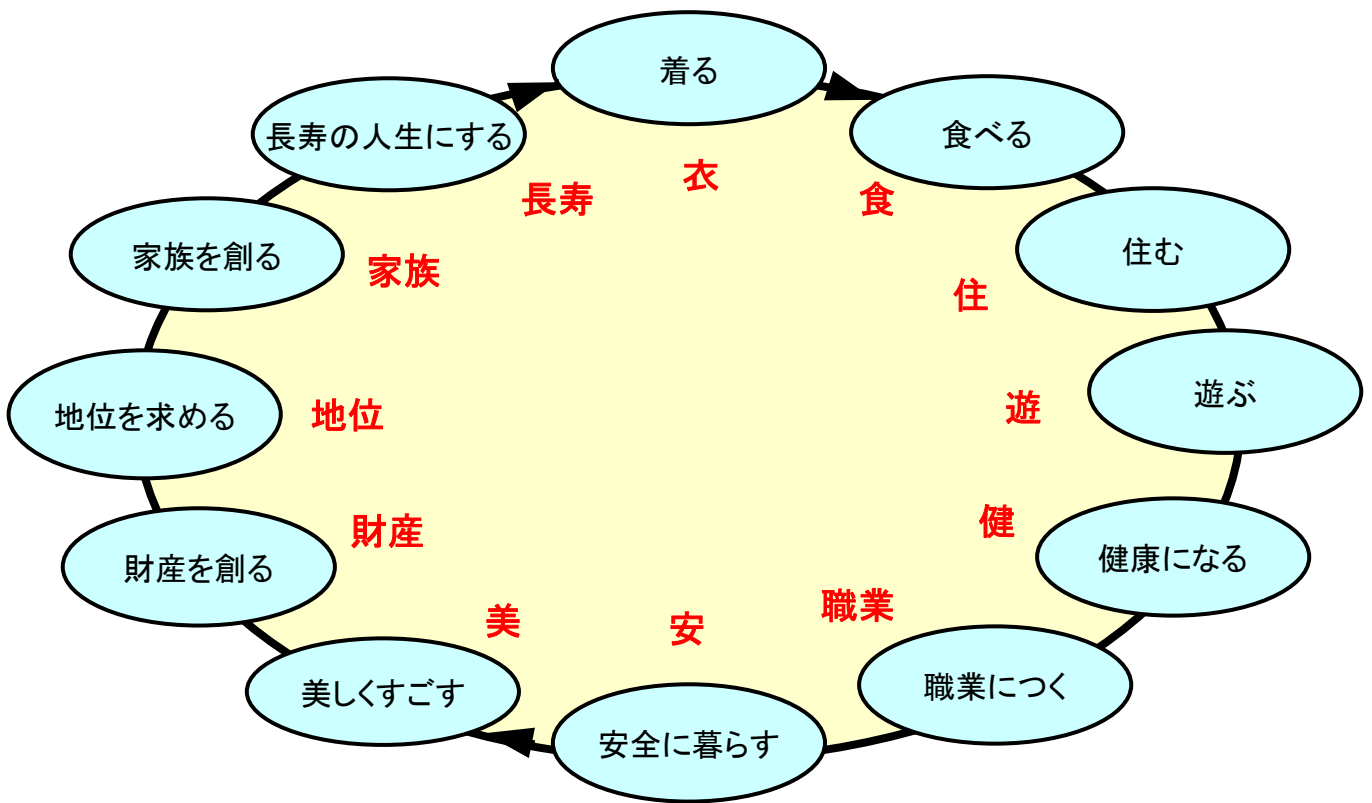 着る
食べる
住む
遊ぶ
健康になる
職業につく
安全に暮らす
美しくすごす
財産を創る
地位を求める
家族を創る
長寿の人生にする
衣
食
住
遊
健
職業
安
美
財産
地位
家族
長寿